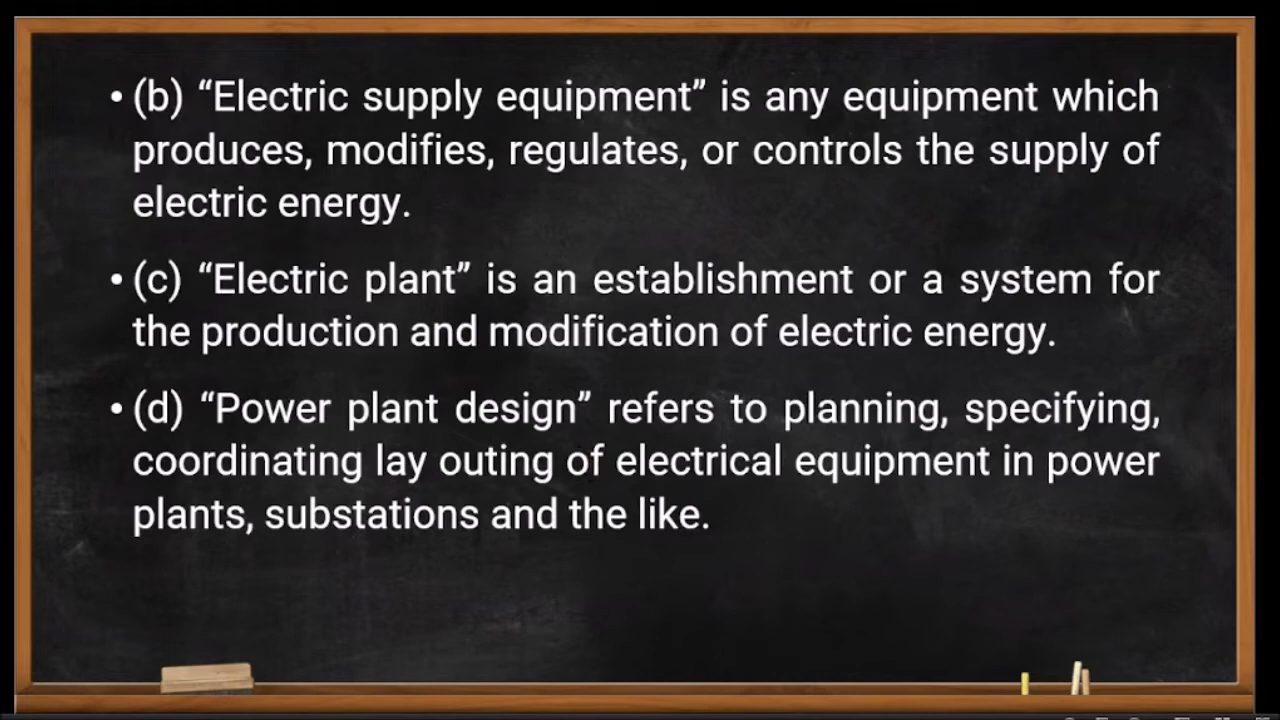 • (b) “Electric supply equipment” is any equipment which
produces, modifies, regulates, or controls the supply of
electric energy.
• (c) “Electric plant” is an establishment or a system for
the production and modification of electric energy.
• (d) “Power plant design” refers to planning, specifying,
coordinating lay outing of electrical equipment in power
plants, substations and the like.